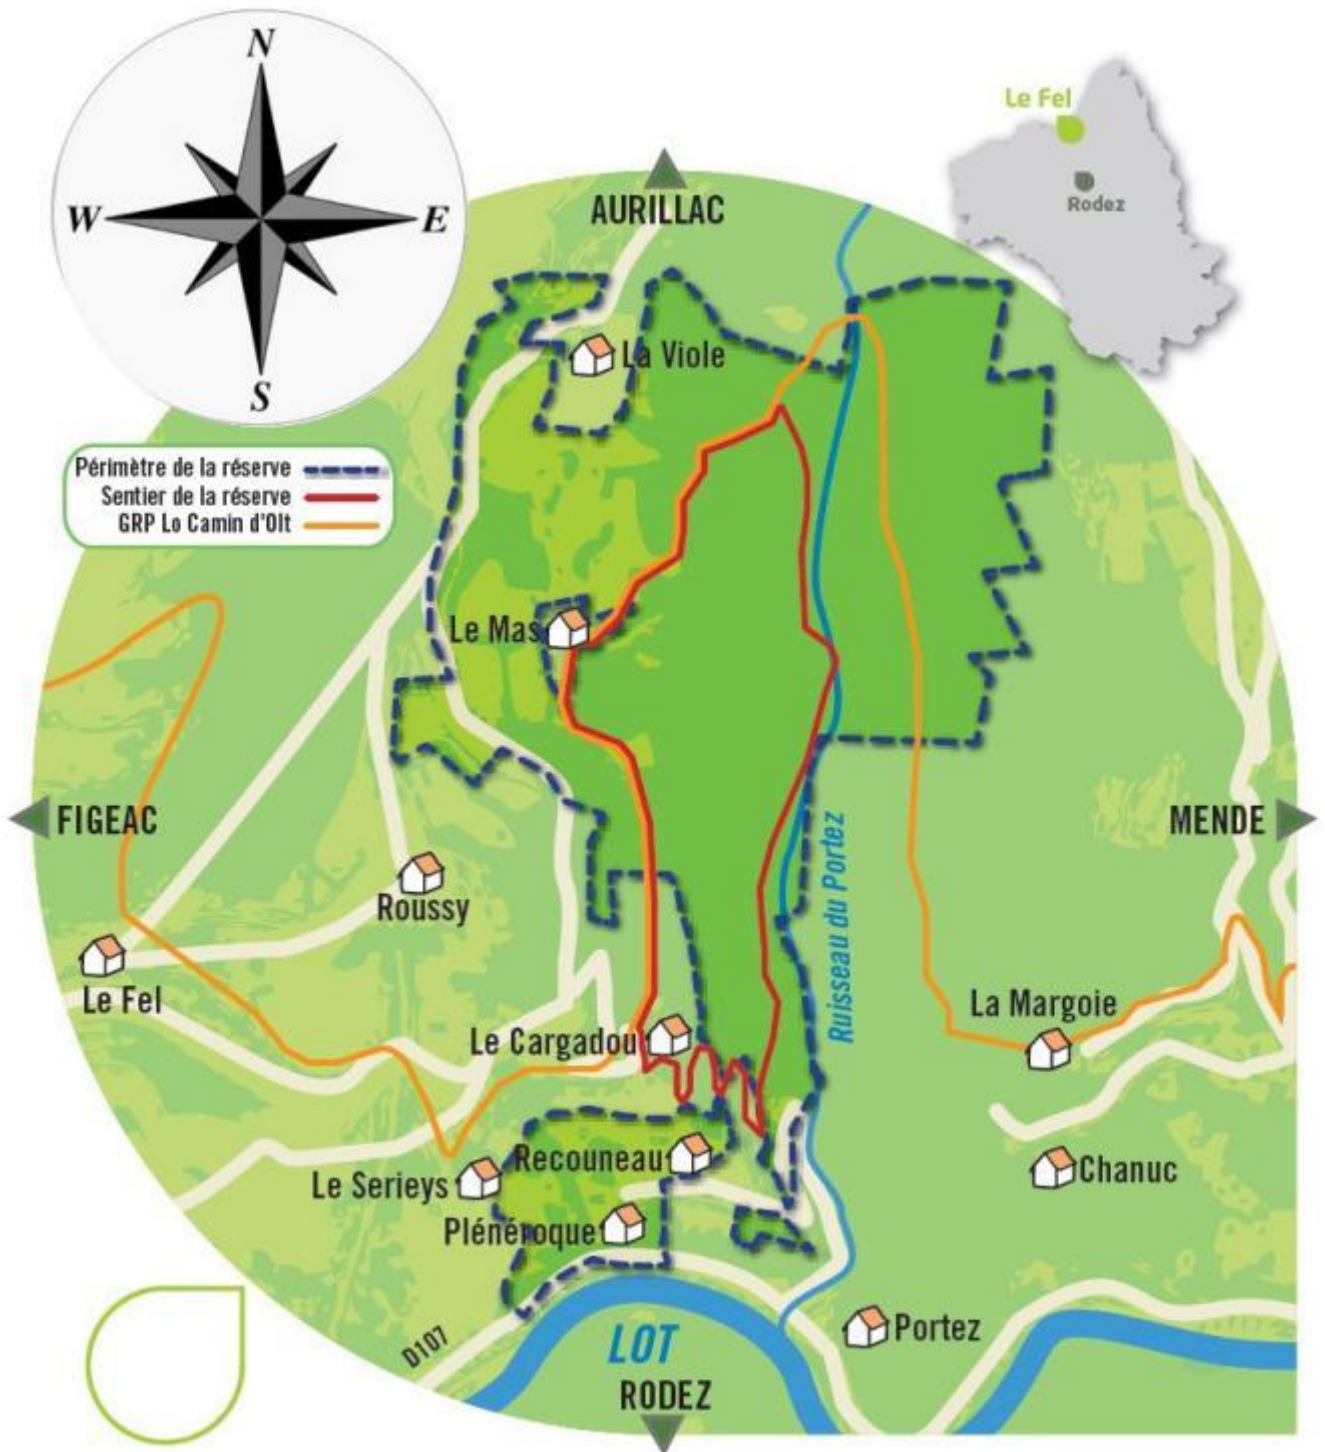 N
W
E
S
Le Fel
Rodez
AURILLAC
La Viole
Périmètre de la réserve
Sentier de la réserve
GRP Lo Camin d'Olt
Le Mas
FIGEAC
MENDE
Ruisseau du Portez
Roussy
Le Fel
La Margoie
Le Cargadou
Recouneau
Le Serieys
Chanuc
Plénéroque
Portez
D107
LOT
RODEZ